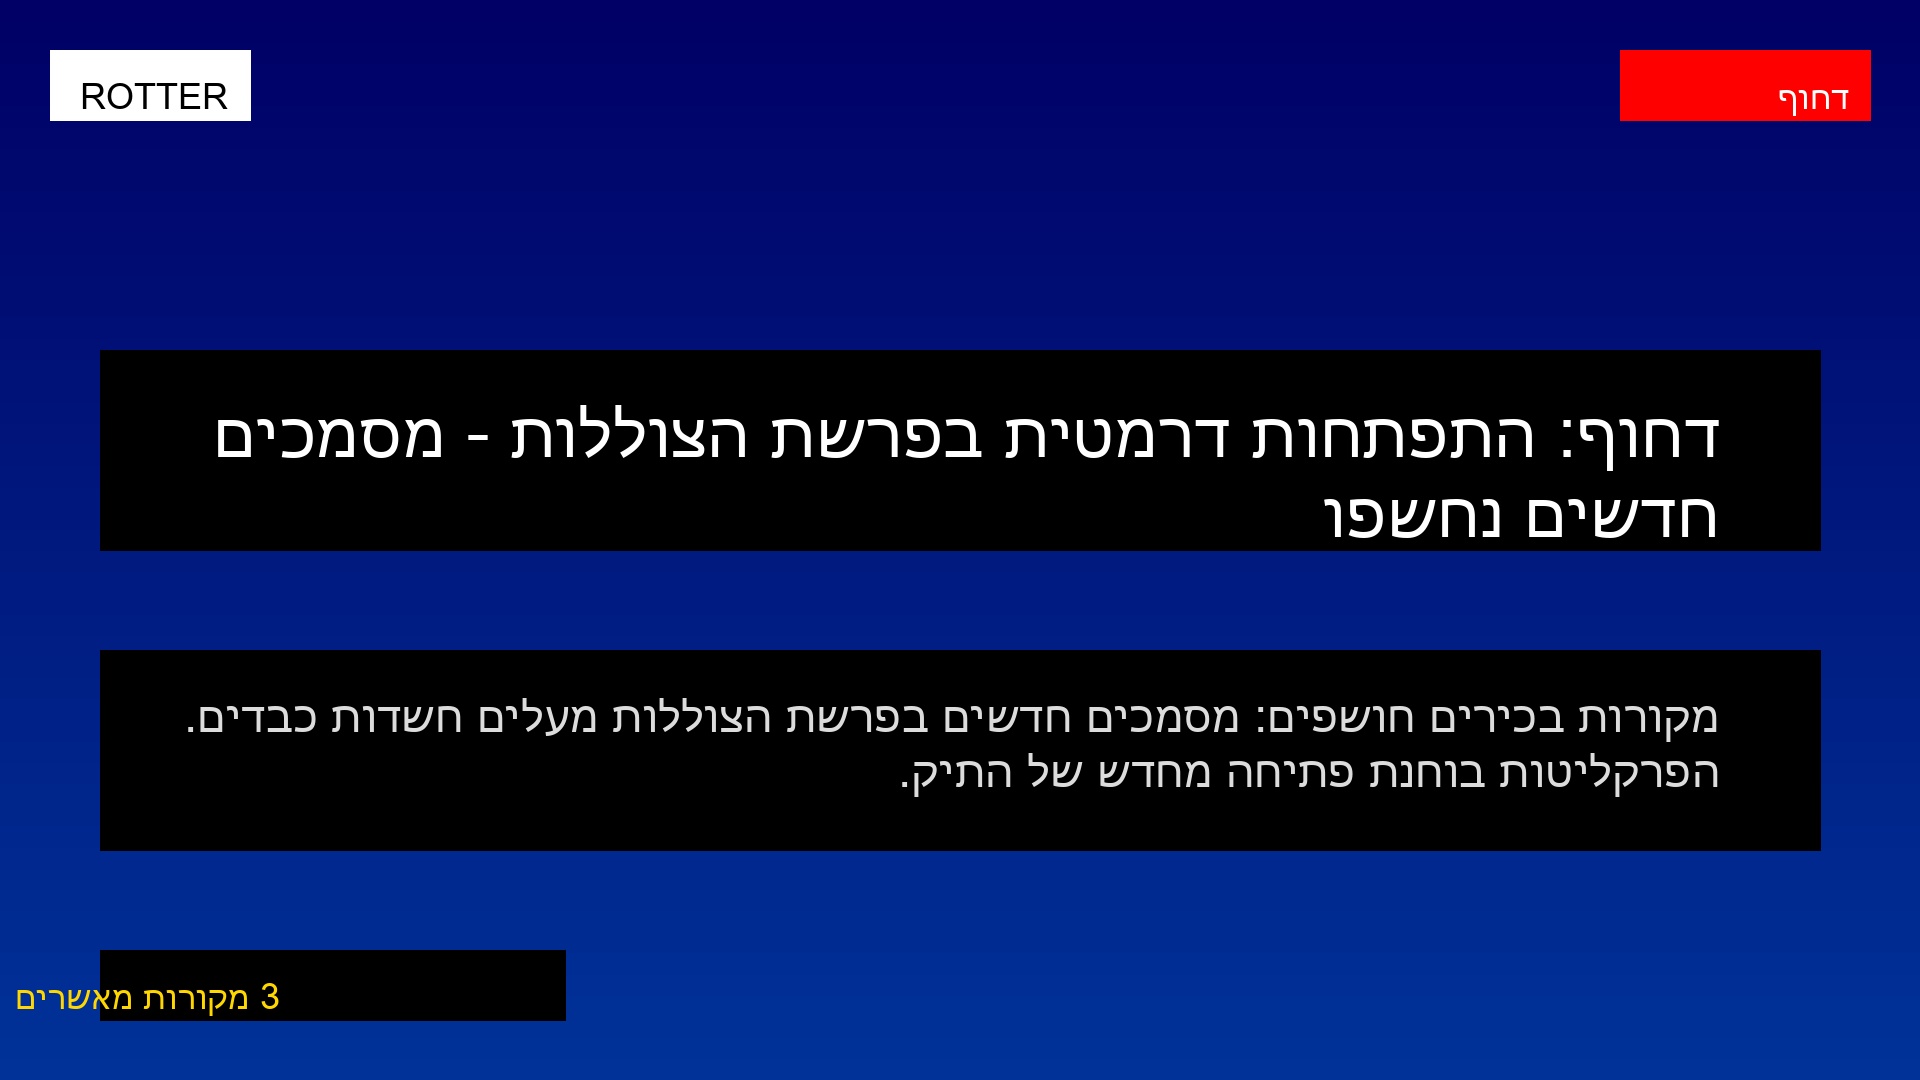 ROTTER
דחוף
דחוף: התפתחות דרמטית בפרשת הצוללות - מסמכים
חדשים נחשפו
מקורות בכירים חושפים: מסמכים חדשים בפרשת הצוללות מעלים חשדות כבדים.
הפרקליטות בוחנת פתיחה מחדש של התיק.
3 מקורות מאשרים